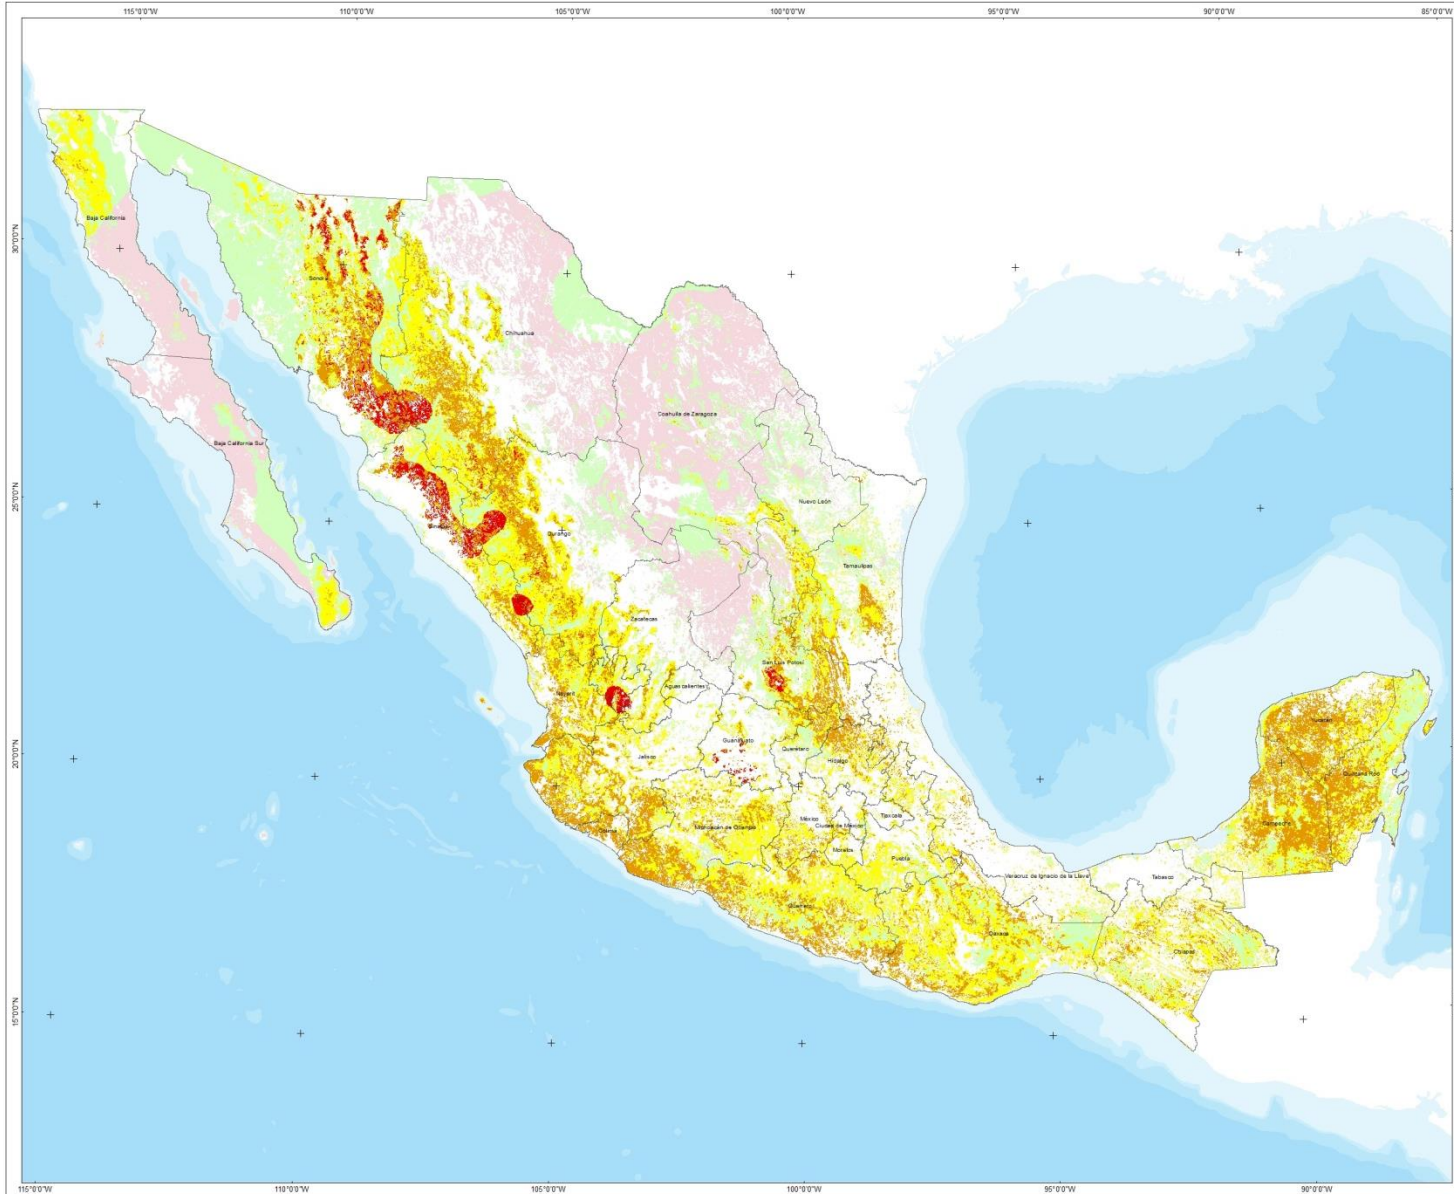 115°0'0"W 110°0'0"W 105°0'0"W 100°0'0"W 95°0'0"W 90°0'0"W 85°0'0"W
Baja California
30°0'0"N
Sonora
Chihuahua
Coahuila de Zaragoza
Baja California Sur
25°0'0"N
Nuevo León
Durango
Tamaulipas
Zacatecas
San Luis Potosí
Aguascalientes
Nayarit
Yucatán
Guanajuato
Querétaro
20°0'0"N
Jalisco
Hidalgo
Quintana Roo
México
Tlaxcala
Colima
Michoacán de Ocampo
Ciudad de México
Campeche
Morelos
Puebla
Veracruz de Ignacio de la Llave
Tabasco
Guerrero
Oaxaca
Chiapas
15°0'0"N
115°0'0"W 110°0'0"W 105°0'0"W 100°0'0"W 95°0'0"W 90°0'0"W